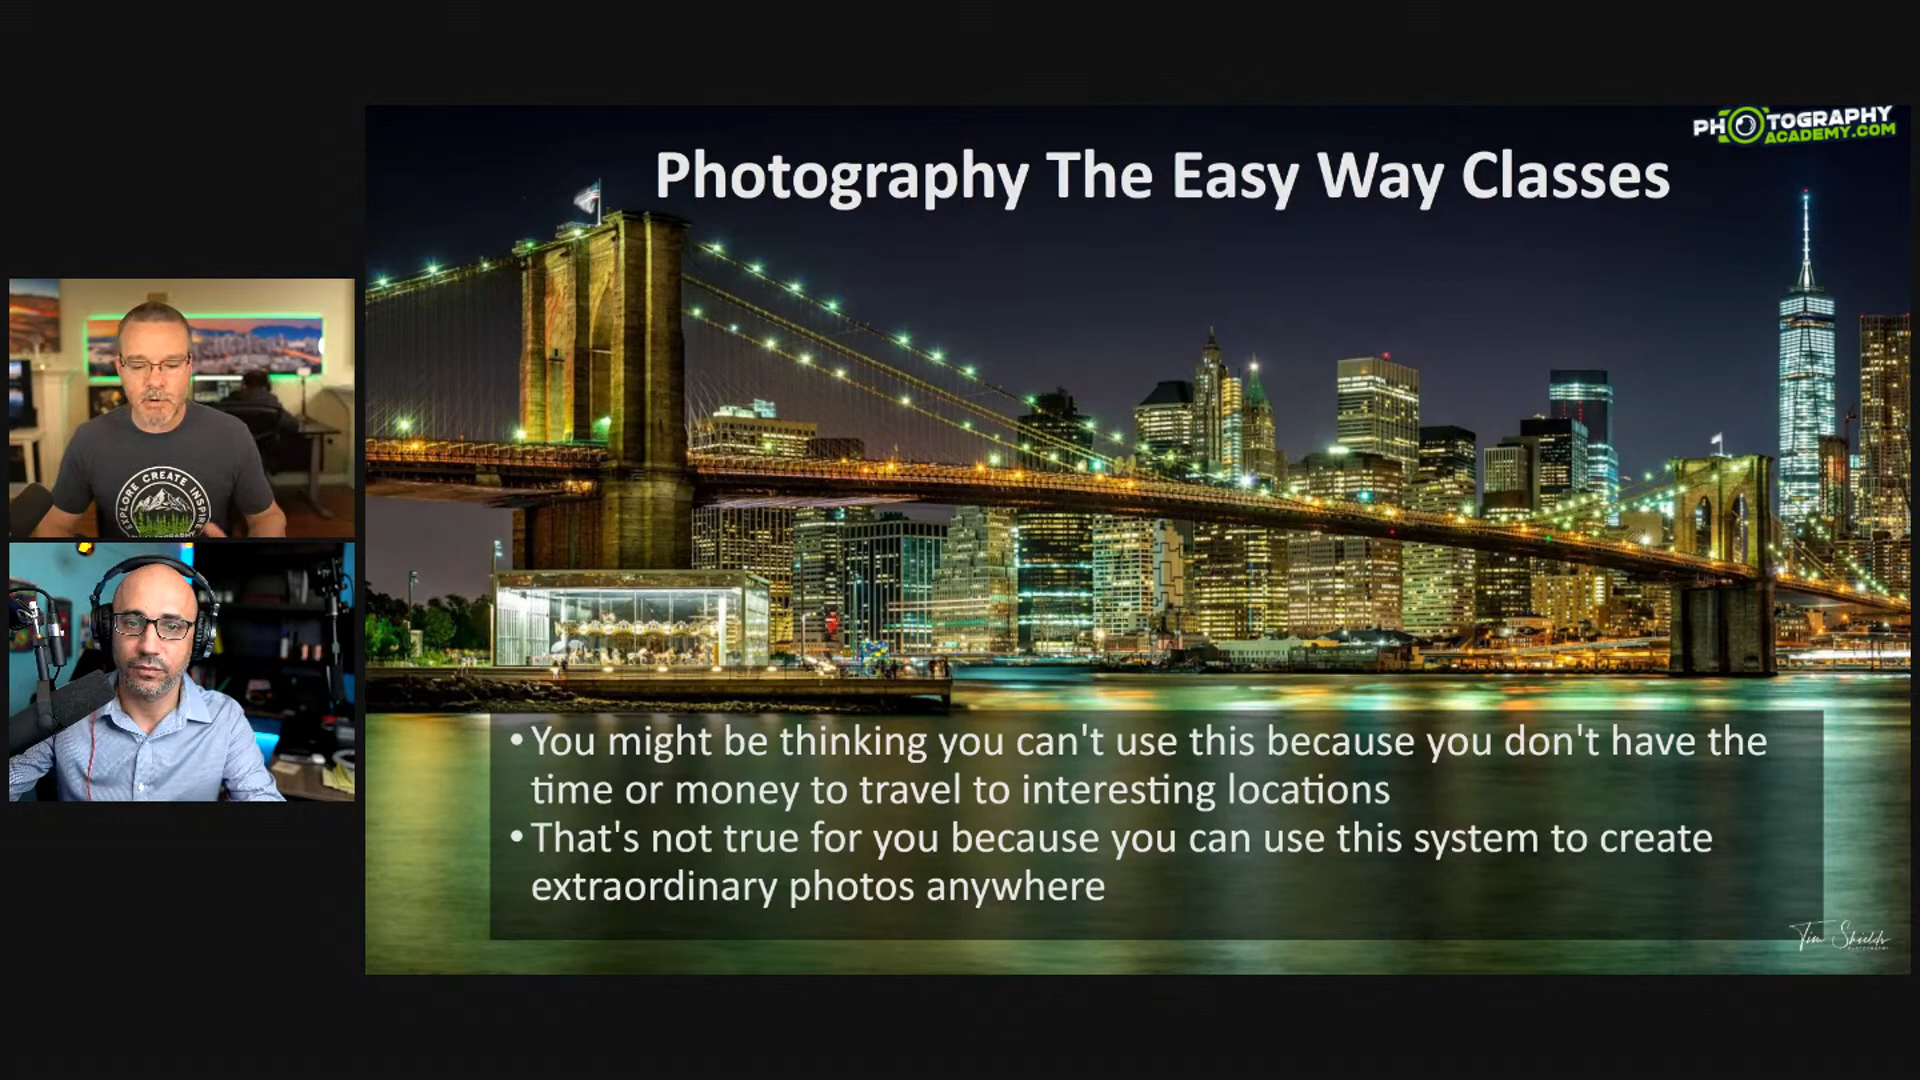 PHOTOGRAPHY
ACADEMY.COM
Photography The Easy Way Classes
EXPLORE CREATE INSPIRE
•You might be thinking you can't use this because you don't have the
time or money to travel to interesting locations
•That's not true for you because you can use this system to create
extraordinary photos anywhere
Tim Shields